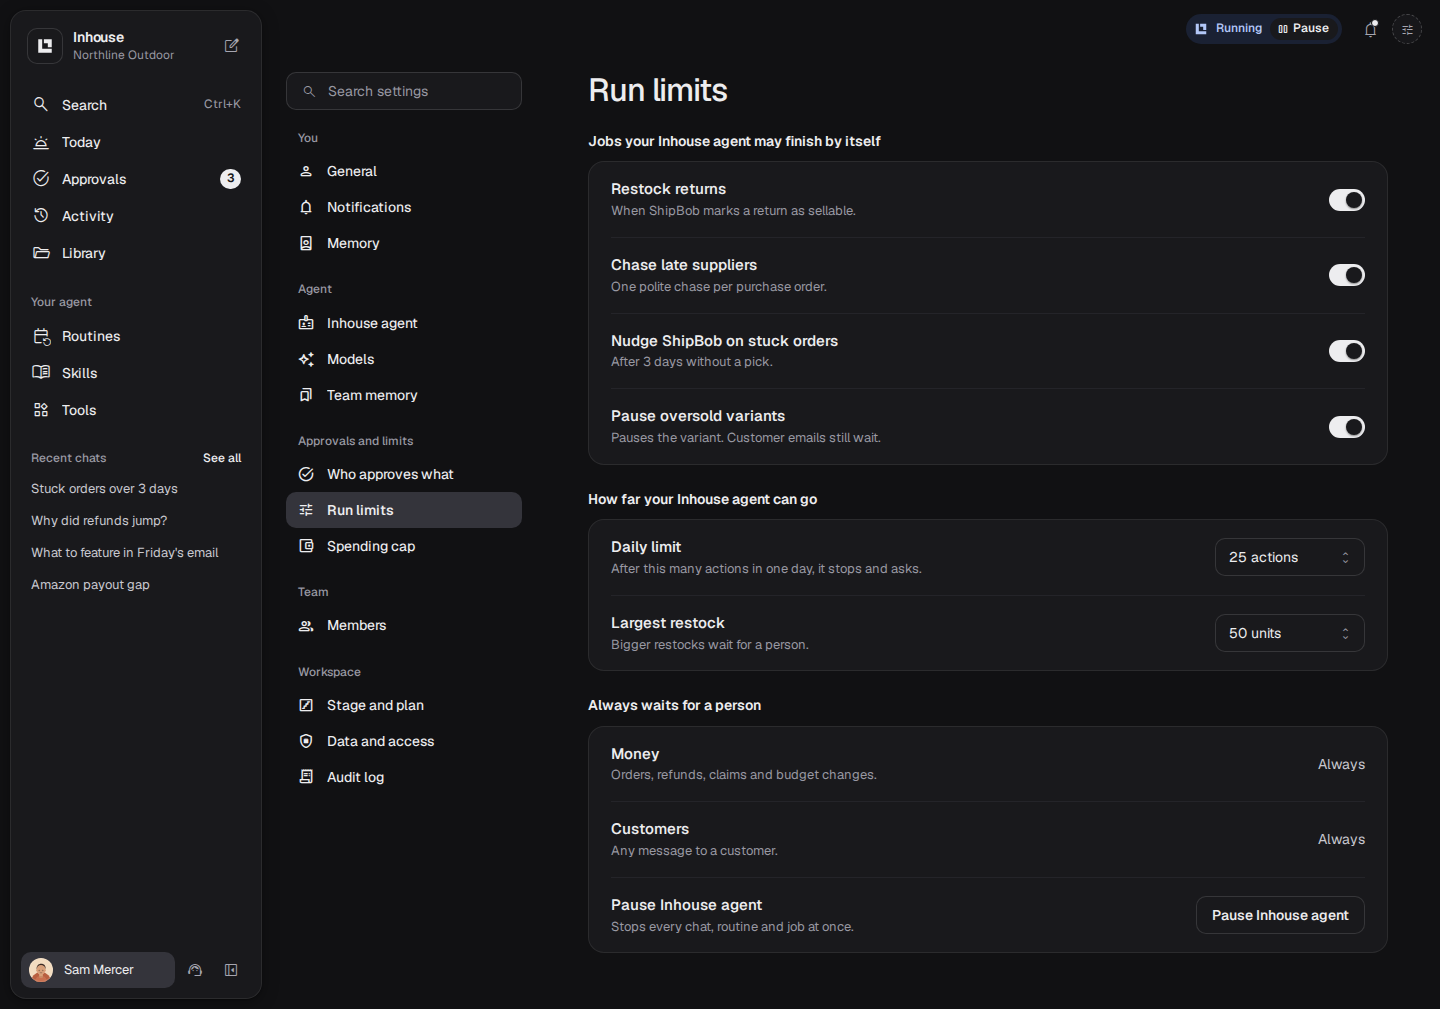 Inhouse
Northline Outdoor
Search
Ctrl+K
Today
Approvals
3
Activity
Library
Your agent
Routines
Skills
Tools
Recent chats
See all
Stuck orders over 3 days
Why did refunds jump?
What to feature in Friday's email
Amazon payout gap
Sam Mercer
Search settings
You
General
Notifications
Memory
Agent
Inhouse agent
Models
Team memory
Approvals and limits
Who approves what
Run limits
Spending cap
Team
Members
Workspace
Stage and plan
Data and access
Audit log
Running
Pause
Run limits
Jobs your Inhouse agent may finish by itself
Restock returns
When ShipBob marks a return as sellable.
Chase late suppliers
One polite chase per purchase order.
Nudge ShipBob on stuck orders
After 3 days without a pick.
Pause oversold variants
Pauses the variant. Customer emails still wait.
How far your Inhouse agent can go
Daily limit
After this many actions in one day, it stops and asks.
25 actions
Largest restock
Bigger restocks wait for a person.
50 units
Always waits for a person
Money
Orders, refunds, claims and budget changes.
Always
Customers
Any message to a customer.
Always
Pause Inhouse agent
Stops every chat, routine and job at once.
Pause Inhouse agent